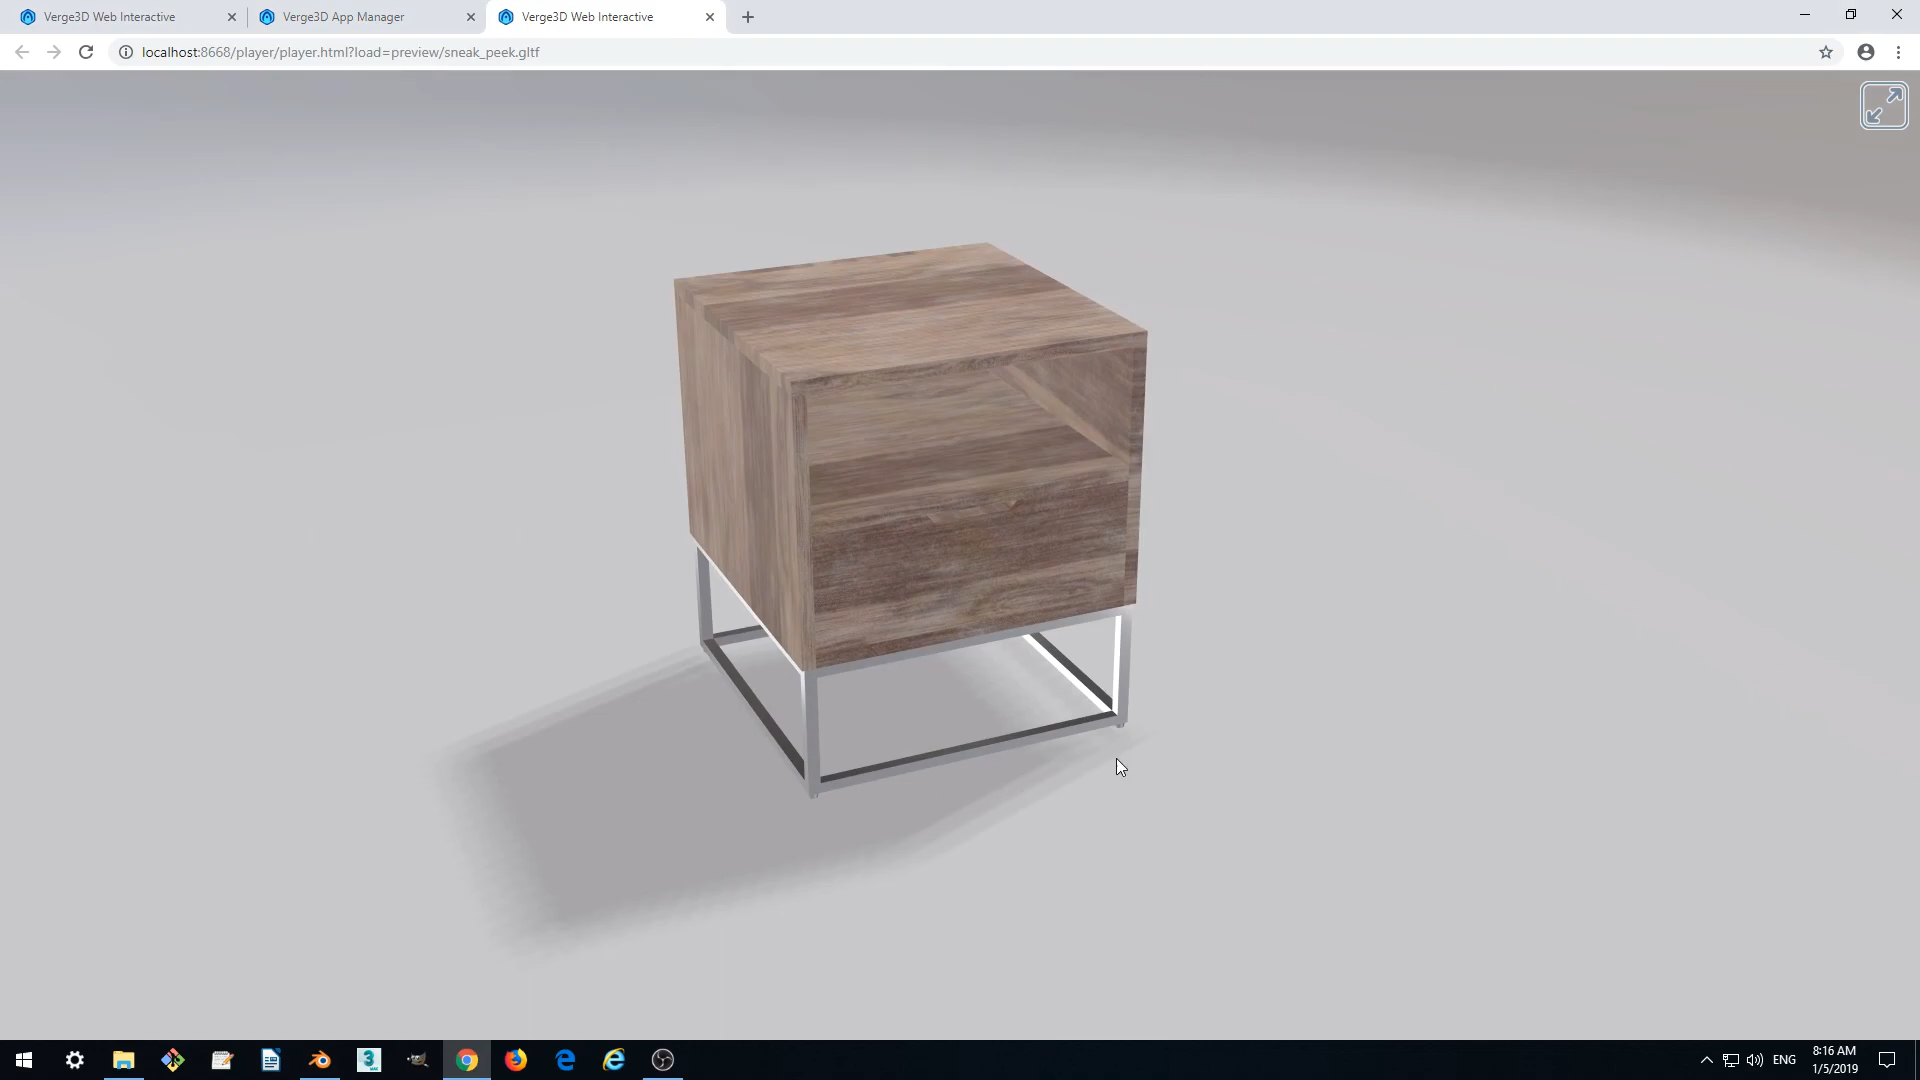 Verge3D Web Interactive
Verge3D App Manager
Verge3D Web Interactive
localhost:8668/player/player.html?load=preview/sneak_peek.gltf
ENG
8:16 AM
1/5/2019